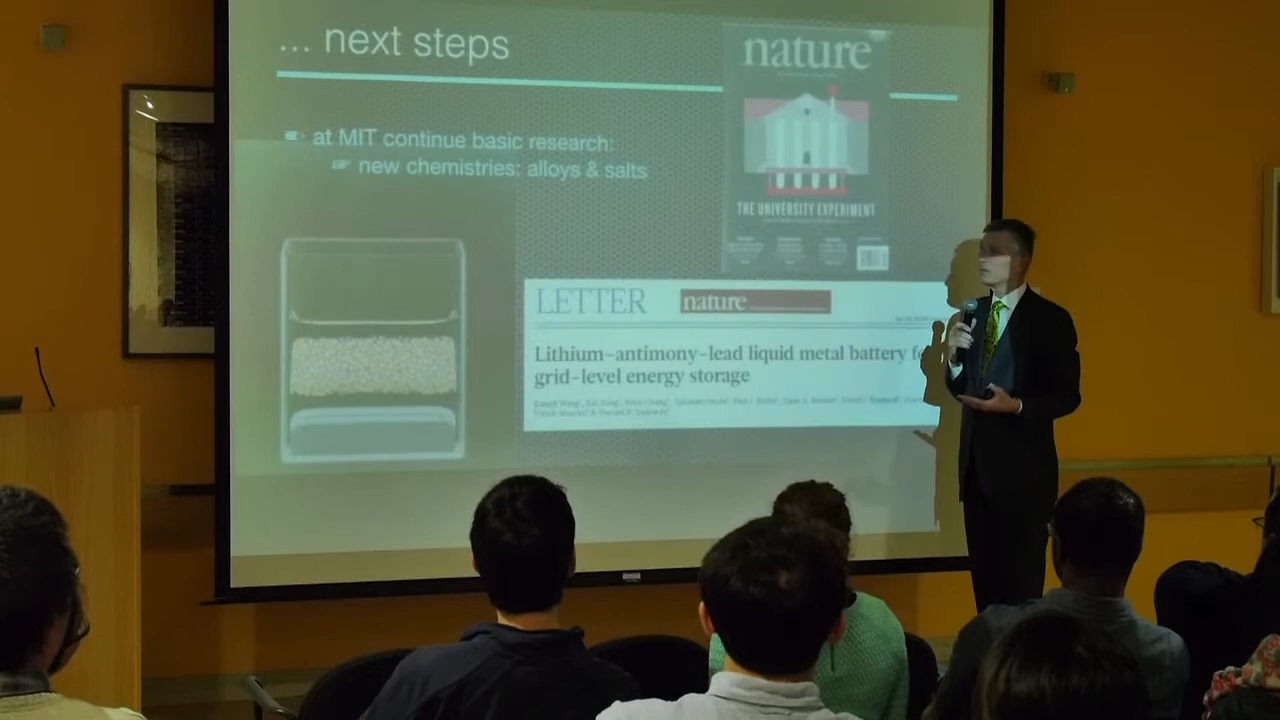 ... next steps
at MIT continue basic research:
new chemistries: alloys & salts
nature
THE UNIVERSITY EXPERIMENT
LETTER
nature
Lithium–antimony–lead liquid metal battery
grid–level energy storage